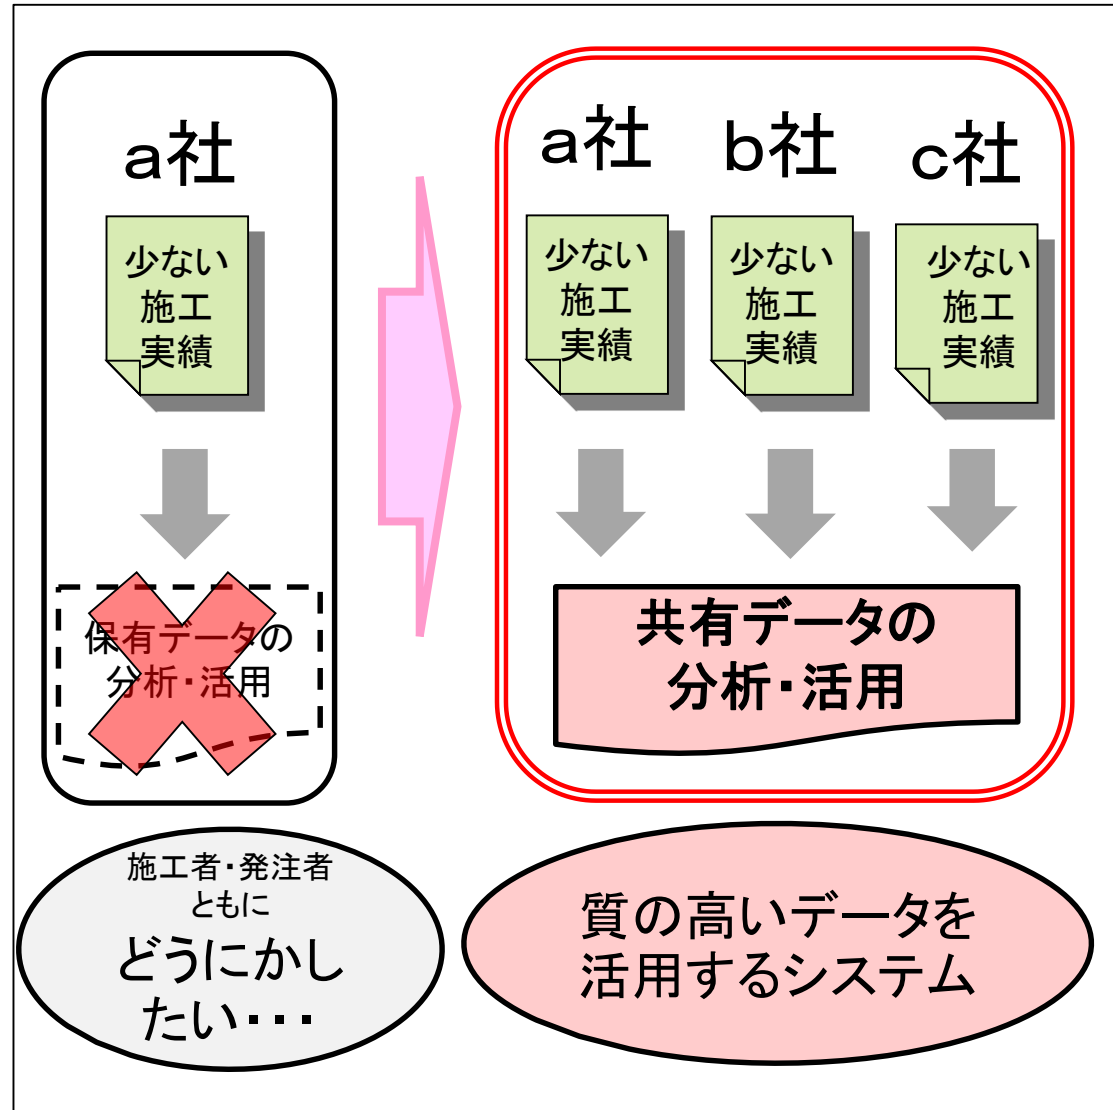 a社
少ない
施工
実績
保有データの
分析・活用
施工者・発注者
ともに
どうにかし
たい・・・
a社
b社
c社
少ない
施工
実績
少ない
施工
実績
少ない
施工
実績
共有データの
分析・活用
質の高いデータを
活用するシステム